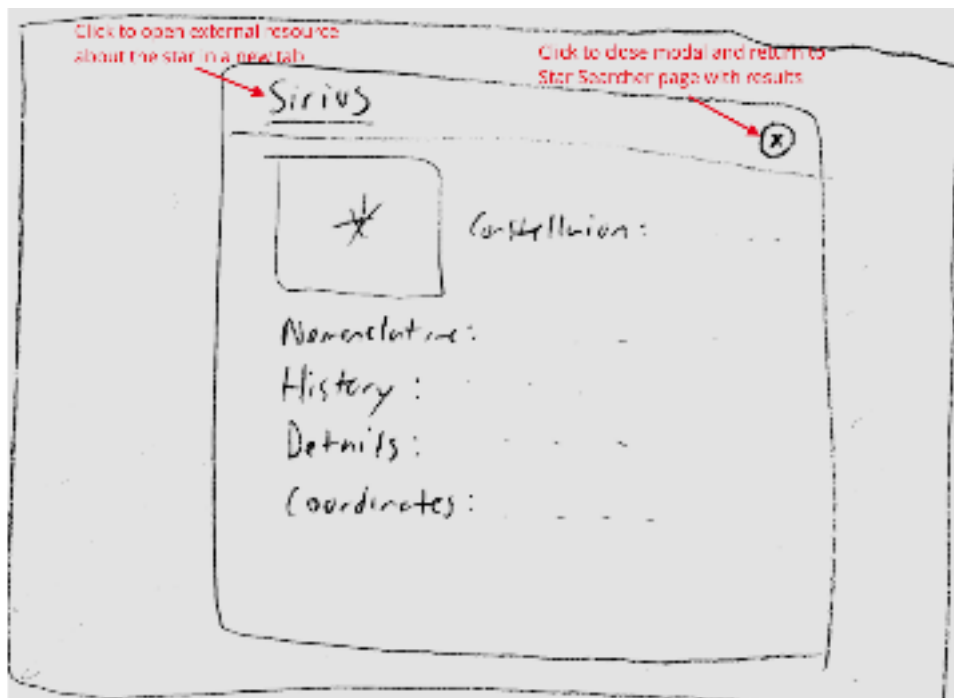 Click to open external resource
about the star in a new tab
Click to close modal and return to
Star Searcher page with results
Sirius
x
Constellaion:
Nomenclature:
History:
Details:
Coordinates: